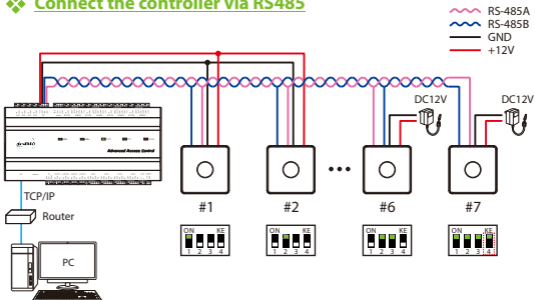 Connect the controller via RS485
RS-485A
RS-485B
GND
+12V
DC12V
DC12V
Advanced Access Control
TCP/IP
Router
PC
#1
#2
#6
#7
ON KE
1 2 3 4
ON KE
1 2 3 4
ON KE
1 2 3 4
ON KE
1 2 3 4